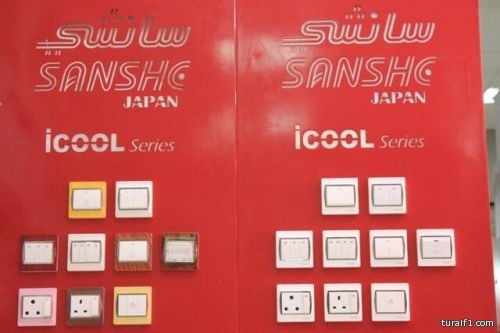 سانشي
SANSHE
JAPAN
iCOOL Series
سانشي
SANSHE
JAPAN
iCOOL Series
turaif1.com